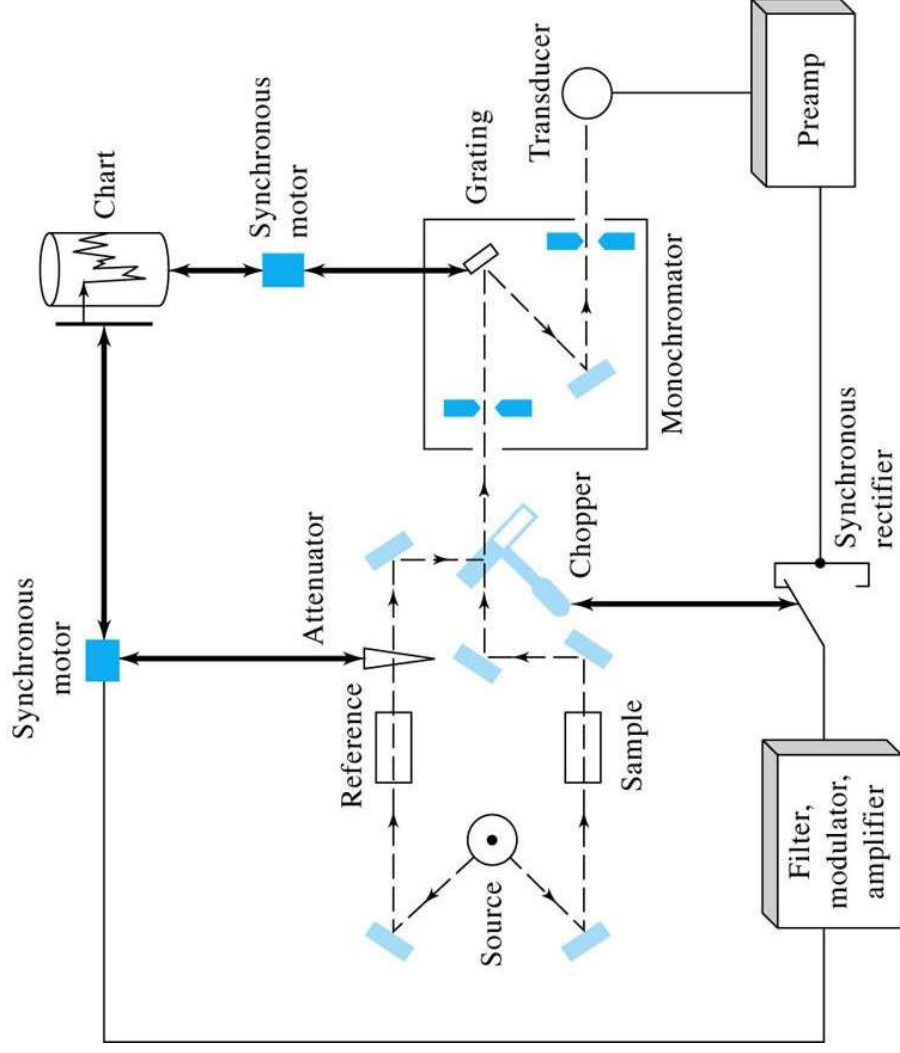 Synchronous
motor
Chart
Synchronous
motor
Attenuator
Reference
Grating
Transducer
Source
Sample
Chopper
Monochromator
Preamp
Filter,
modulator,
amplifier
Synchronous
rectifier